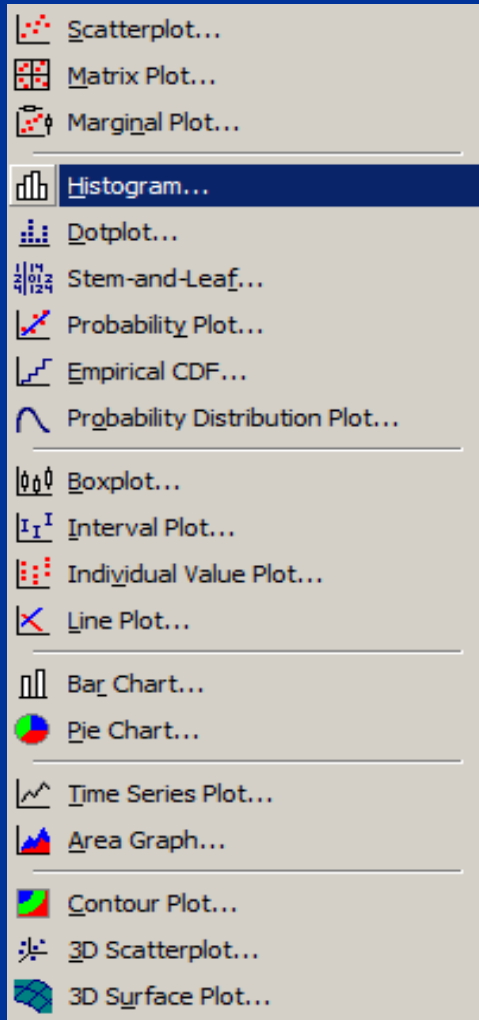 Scatterplot...
Matrix Plot...
Marginal Plot...
Histogram...
Dotplot...
Stem-and-Leaf...
Probability Plot...
Empirical CDF...
Probability Distribution Plot...
Boxplot...
Interval Plot...
Individual Value Plot...
Line Plot...
Bar Chart...
Pie Chart...
Time Series Plot...
Area Graph...
Contour Plot...
3D Scatterplot...
3D Surface Plot...